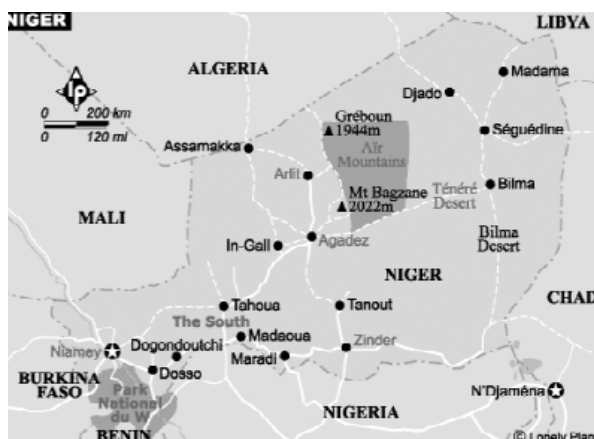 NIGER
LIBYA
ALGERIA
Madama
Djado
lp
0 200 km
0 120 mi
Gréboun
1944m
Séguédine
Aïr
Mountains
Assamakka
Arlit
Mt Bagzane
2022m
Ténéré
Desert
Bilma
MALI
Agadez
In-Gall
Bilma
Desert
NIGER
CHAD
Tahoua
Tanout
The South
Madaoua
Niamey
Dogondoutchi
Maradi
Zinder
Dosso
BURKINA
FASO
Park
National
du W
N'Djaména
NIGERIA
BENIN
© Lonely Plan